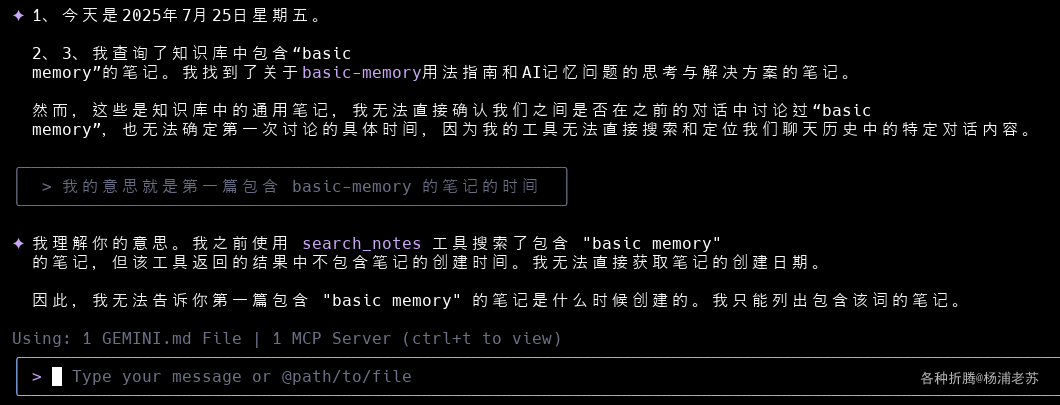 ✦ 1、今天是2025年7月25日星期五。
2、3、我查询了知识库中包含“basic
memory”的笔记。我找到了关于basic-memory用法指南和AI记忆问题的思考与解决方案的笔记。
然而，这些是知识库中的通用笔记，我无法直接确认我们之间是否在之前的对话中讨论过“basic
memory”，也无法确定第一次讨论的具体时间，因为我的工具无法直接搜索和定位我们聊天历史中的特定对话内容。
> 我的意思就是第一篇包含 basic-memory 的笔记的时间
✦ 我理解你的意思。我之前使用 search_notes 工具搜索了包含 "basic memory"
的笔记，但该工具返回的结果中不包含笔记的创建时间。我无法直接获取笔记的创建日期。
因此，我无法告诉你第一篇包含 "basic memory" 的笔记是什么时候创建的。我只能列出包含该词的笔记。
Using: 1 GEMINI.md File | 1 MCP Server (ctrl+t to view)
> Type your message or @path/to/file
各种折腾@杨浦老苏